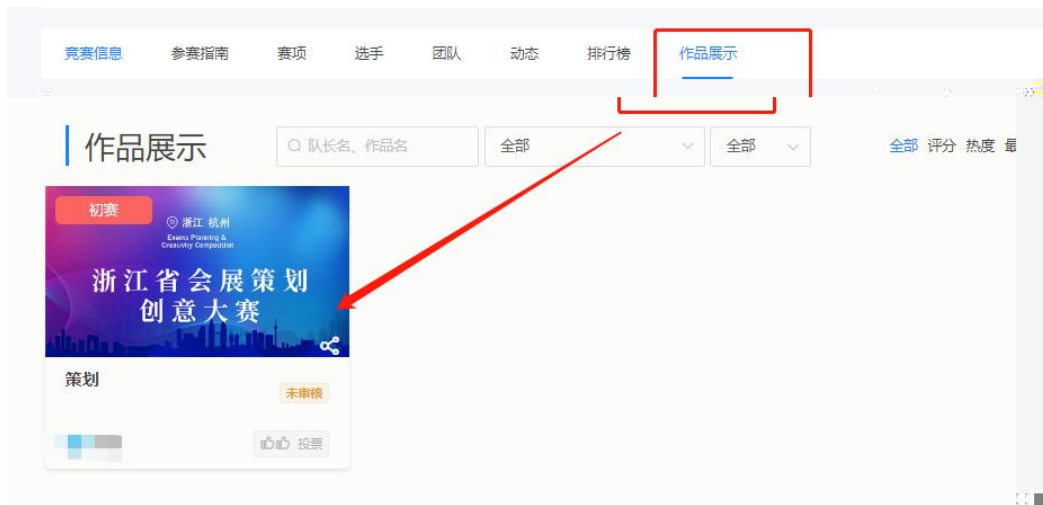 竞赛信息 参赛指南 赛项 选手 团队 动态 排行榜 作品展示
作品展示 队长名、作品名 全部 全部 全部 评分 热度 最
初赛
浙江 杭州
Events Planning &
Creativity Competition
浙江省会展策划
创意大赛
策划
未审核
投票